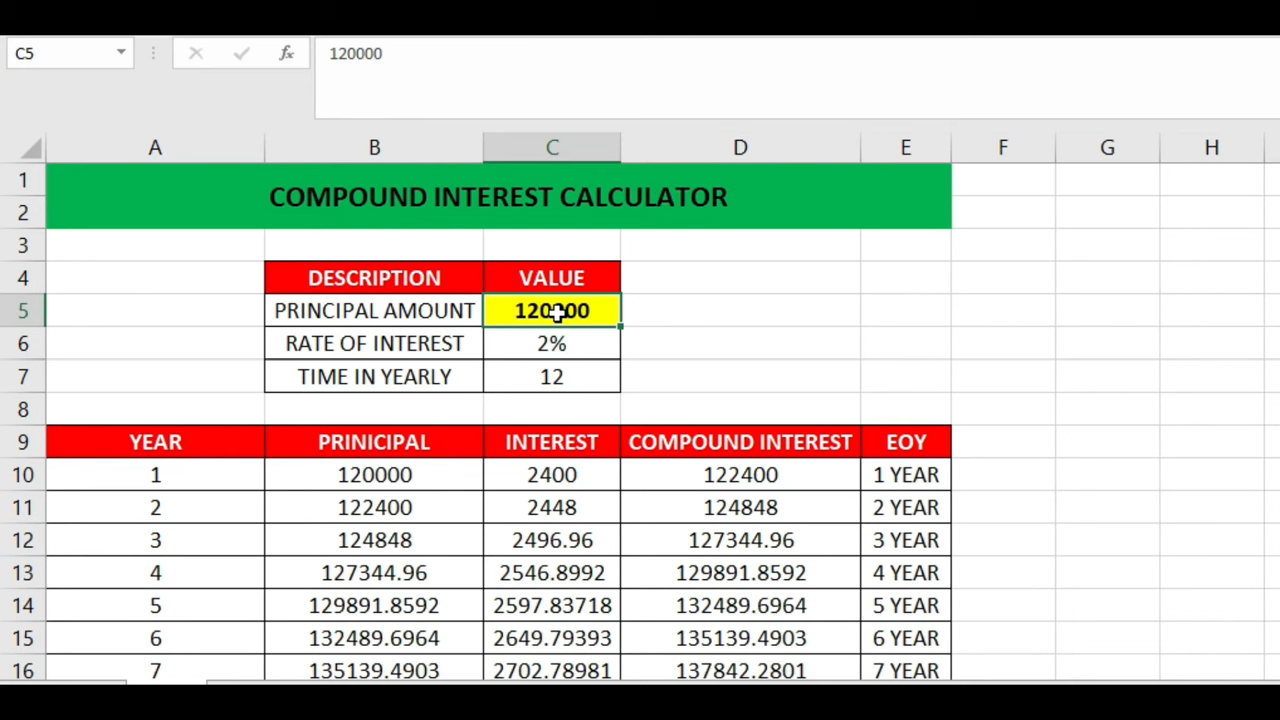 C5 fx 120000
A B C D E F G H
1 COMPOUND INTEREST CALCULATOR
2
3
4 DESCRIPTION VALUE
5 PRINCIPAL AMOUNT 120000
6 RATE OF INTEREST 2%
7 TIME IN YEARLY 12
8
9 YEAR PRINICIPAL INTEREST COMPOUND INTEREST EOY
10 1 120000 2400 122400 1 YEAR
11 2 122400 2448 124848 2 YEAR
12 3 124848 2496.96 127344.96 3 YEAR
13 4 127344.96 2546.8992 129891.8592 4 YEAR
14 5 129891.8592 2597.83718 132489.6964 5 YEAR
15 6 132489.6964 2649.79393 135139.4903 6 YEAR
16 7 135139.4903 2702.78981 137842.2801 7 YEAR